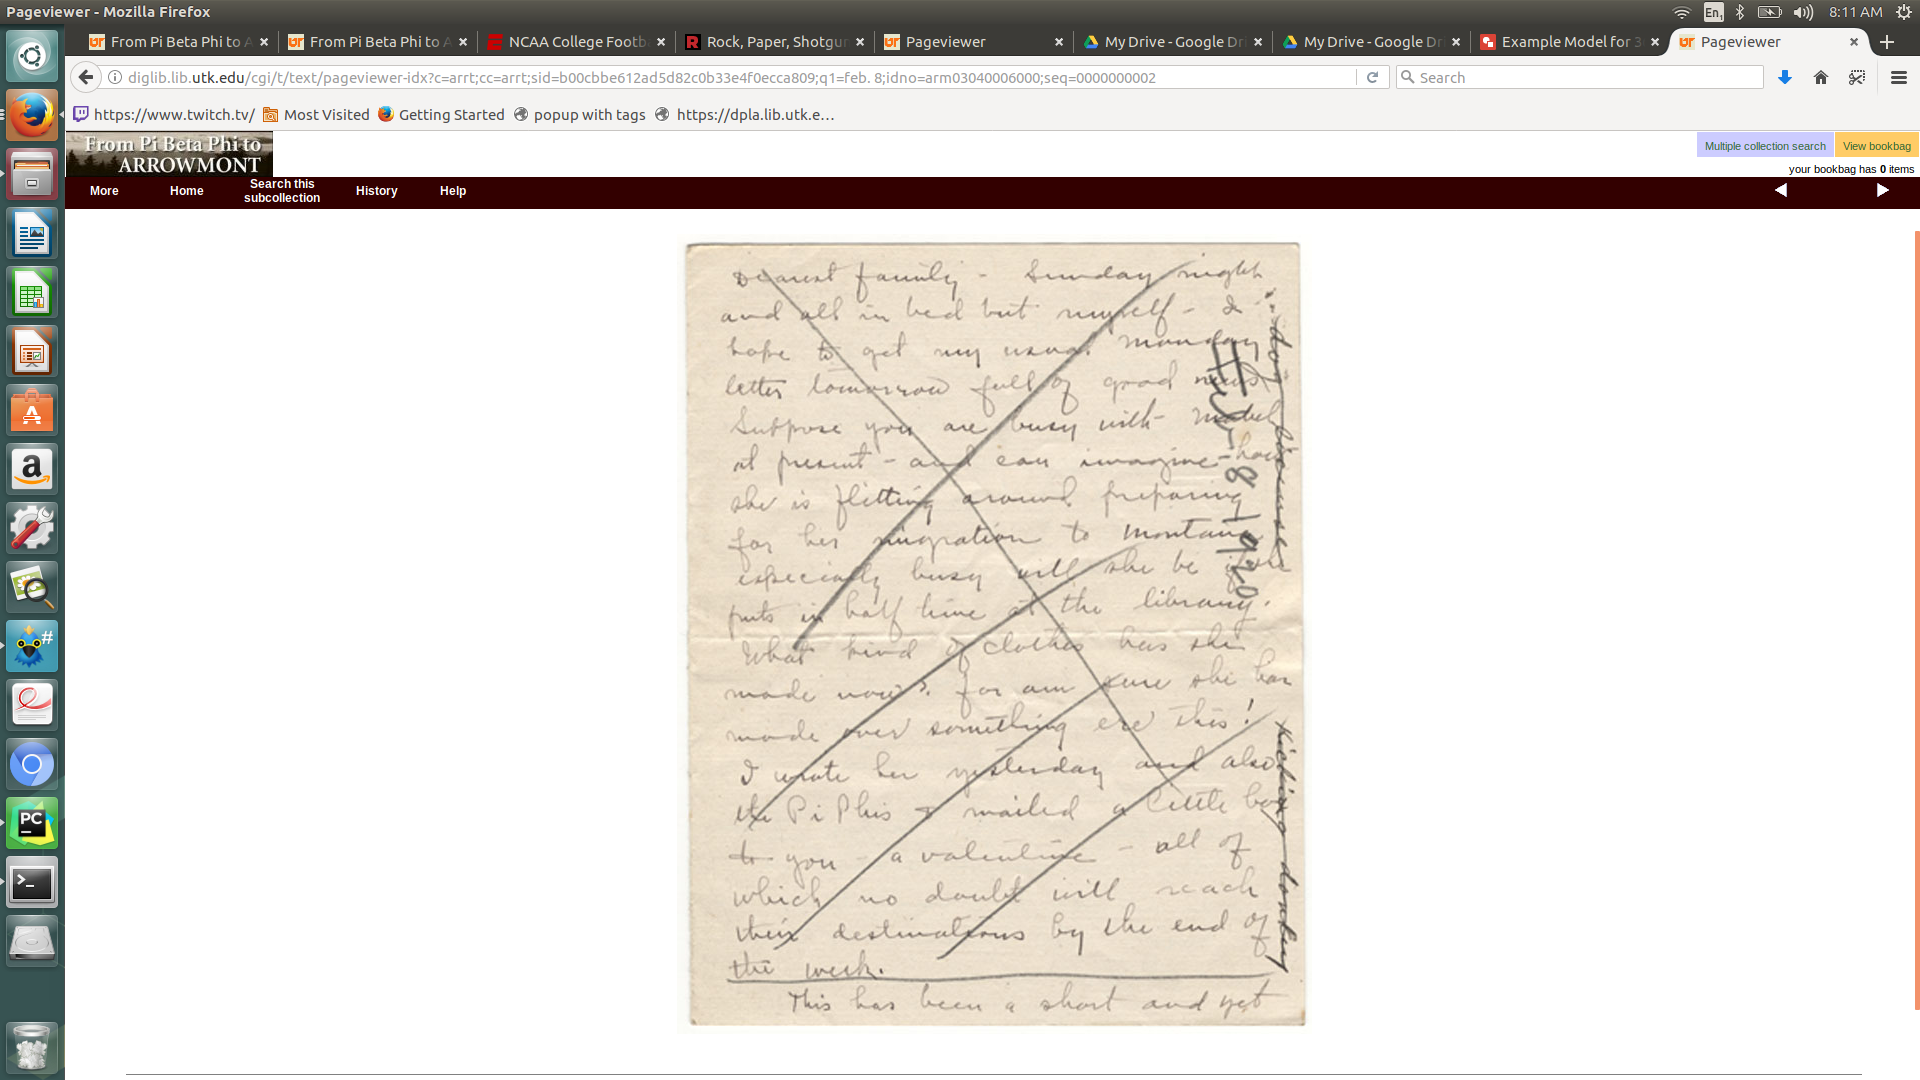 Pageviewer - Mozilla Firefox
En1
8:11 AM
From Pi Beta Phi to A
From Pi Beta Phi to A
NCAA College Footb
Rock, Paper, Shotgu
Pageviewer
My Drive - Google Dr
My Drive - Google Dr
Example Model for 3
Pageviewer
diglib.lib.utk.edu/cgi/t/text/pageviewer-idx?c=arrt;cc=arrt;sid=b00cbbe612ad5d82c0b33e4f0ecca809;q1=feb. 8;idno=arm03040006000;seq=0000000002
Search
https://www.twitch.tv/
Most Visited
Getting Started
popup with tags
https://dpla.lib.utk.e…
From Pi Beta Phi to
ARROWMONT
Multiple collection search
View bookbag
your bookbag has 0 items
More
Home
Search this
subcollection
History
Help
Dearest family - Sunday night
and all in bed but myself - I
hope to get my usual Monday
letter tomorrow full of good news.
Suppose you are busy with Mabel
at present - and can imagine how
she is flitting around preparing
for her migration to Montana
especially busy will she be if she
puts in half time at the library.
What kind of clothes has she
made now? for am sure she has
made over something ere this!
I wrote her yesterday and also
the Pi Phis & mailed a little box
to you - a valentine - all of
which no doubt will reach
their destinations by the end of
the week.
This has been a short and yet
Feb - 8 1920
Kicking donkey